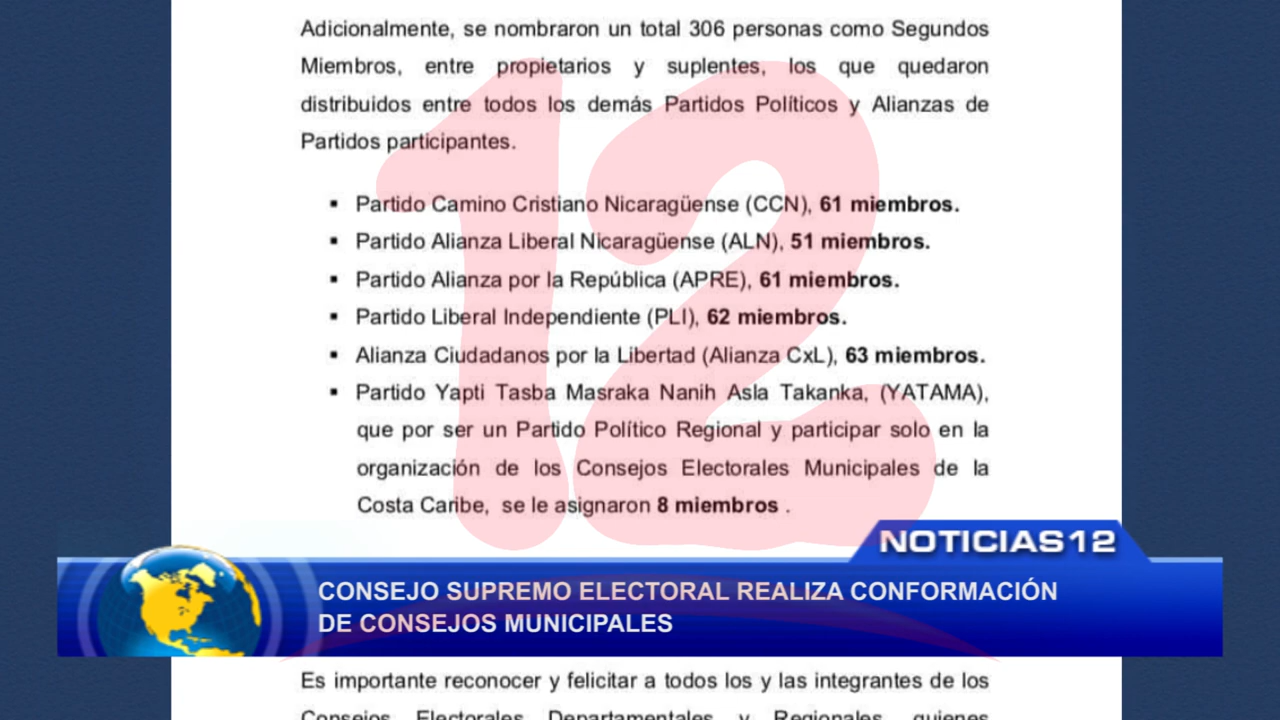 Adicionalmente, se nombraron un total 306 personas como Segundos
Miembros, entre propietarios y suplentes, los que quedaron
distribuidos entre todos los demás Partidos Políticos y Alianzas de
Partidos participantes.
▪ Partido Camino Cristiano Nicaragüense (CCN), 61 miembros.
▪ Partido Alianza Liberal Nicaragüense (ALN), 51 miembros.
▪ Partido Alianza por la República (APRE), 61 miembros.
▪ Partido Liberal Independiente (PLI), 62 miembros.
▪ Alianza Ciudadanos por la Libertad (Alianza CxL), 63 miembros.
▪ Partido Yapti Tasba Masraka Nanih Asla Takanka, (YATAMA),
que por ser un Partido Político Regional y participar solo en la
organización de los Consejos Electorales Municipales de la
Costa Caribe, se le asignaron 8 miembros .
12
NOTICIAS12
CONSEJO SUPREMO ELECTORAL REALIZA CONFORMACIÓN
DE CONSEJOS MUNICIPALES
Es importante reconocer y felicitar a todos los y las integrantes de los
Consejos Electorales Departamentales y Regionales, quienes